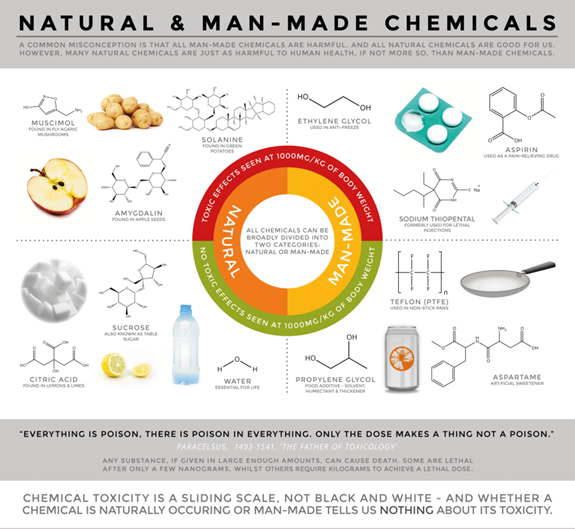 NATURAL & MAN-MADE CHEMICALS
A COMMON MISCONCEPTION IS THAT ALL MAN-MADE CHEMICALS ARE HARMFUL, AND ALL NATURAL CHEMICALS ARE GOOD FOR US.
HOWEVER, MANY NATURAL CHEMICALS ARE JUST AS HARMFUL TO HUMAN HEALTH, IF NOT MORE SO, THAN MAN-MADE CHEMICALS.
MUSCIMOL
FOUND IN FLY AGARIC
MUSHROOMS
SOLANINE
FOUND IN GREEN
POTATOES
ETHYLENE GLYCOL
USED IN ANTI-FREEZE
ASPIRIN
USED AS A PAIN-RELIEVING DRUG
AMYGDALIN
FOUND IN APPLE SEEDS
SODIUM THIOPENTAL
FORMERLY USED FOR LETHAL
INJECTIONS
TOXIC EFFECTS SEEN AT 1000MG/KG OF BODY WEIGHT
NATURAL
ALL CHEMICALS CAN BE
BROADLY DIVIDED INTO
TWO CATEGORIES:
NATURAL OR MAN-MADE
MAN-MADE
NO TOXIC EFFECTS SEEN AT 1000MG/KG OF BODY WEIGHT
SUCROSE
ALSO KNOWN AS TABLE
SUGAR
TEFLON (PTFE)
USED IN NON-STICK PANS
CITRIC ACID
FOUND IN LEMONS & LIMES
WATER
ESSENTIAL FOR LIFE
PROPYLENE GLYCOL
FOOD ADDITIVE - SOLVENT,
HUMECTANT & THICKENER
ASPARTAME
ARTIFICIAL SWEETENER
"EVERYTHING IS POISON, THERE IS POISON IN EVERYTHING. ONLY THE DOSE MAKES A THING NOT A POISON."
PARACELSUS, 1493-1541, 'THE FATHER OF TOXICOLOGY'
ANY SUBSTANCE, IF GIVEN IN LARGE ENOUGH AMOUNTS, CAN CAUSE DEATH. SOME ARE LETHAL
AFTER ONLY A FEW NANOGRAMS, WHILST OTHERS REQUIRE KILOGRAMS TO ACHIEVE A LETHAL DOSE.
CHEMICAL TOXICITY IS A SLIDING SCALE, NOT BLACK AND WHITE - AND WHETHER A
CHEMICAL IS NATURALLY OCCURING OR MAN-MADE TELLS US NOTHING ABOUT ITS TOXICITY.